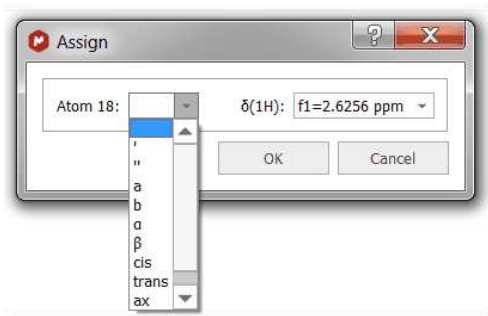 Assign
Atom 18:
δ(1H): f1=2.6256 ppm
OK
Cancel
'
"
a
b
α
β
cis
trans
ax